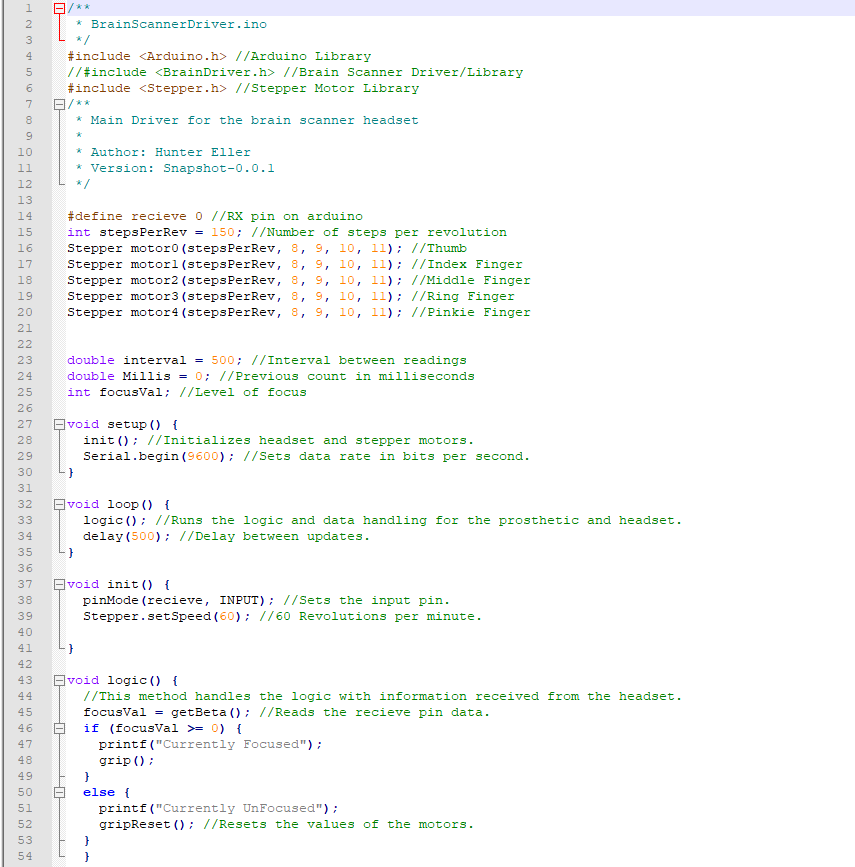 1 /**
2 * BrainScannerDriver.ino
3 */
4 #include <Arduino.h> //Arduino Library
5 //#include <BrainDriver.h> //Brain Scanner Driver/Library
6 #include <Stepper.h> //Stepper Motor Library
7 /**
8 * Main Driver for the brain scanner headset
9 *
10 * Author: Hunter Eller
11 * Version: Snapshot-0.0.1
12 */
13
14 #define recieve 0 //RX pin on arduino
15 int stepsPerRev = 150; //Number of steps per revolution
16 Stepper motor0(stepsPerRev, 8, 9, 10, 11); //Thumb
17 Stepper motor1(stepsPerRev, 8, 9, 10, 11); //Index Finger
18 Stepper motor2(stepsPerRev, 8, 9, 10, 11); //Middle Finger
19 Stepper motor3(stepsPerRev, 8, 9, 10, 11); //Ring Finger
20 Stepper motor4(stepsPerRev, 8, 9, 10, 11); //Pinkie Finger
21
22
23 double interval = 500; //Interval between readings
24 double Millis = 0; //Previous count in milliseconds
25 int focusVal; //Level of focus
26
27 void setup() {
28 init(); //Initializes headset and stepper motors.
29 Serial.begin(9600); //Sets data rate in bits per second.
30 }
31
32 void loop() {
33 logic(); //Runs the logic and data handling for the prosthetic and headset.
34 delay(500); //Delay between updates.
35 }
36
37 void init() {
38 pinMode(recieve, INPUT); //Sets the input pin.
39 Stepper.setSpeed(60); //60 Revolutions per minute.
40
41 }
42
43 void logic() {
44 //This method handles the logic with information received from the headset.
45 focusVal = getBeta(); //Reads the recieve pin data.
46 if (focusVal >= 0) {
47 printf("Currently Focused");
48 grip();
49 }
50 else {
51 printf("Currently UnFocused");
52 gripReset(); //Resets the values of the motors.
53 }
54 }